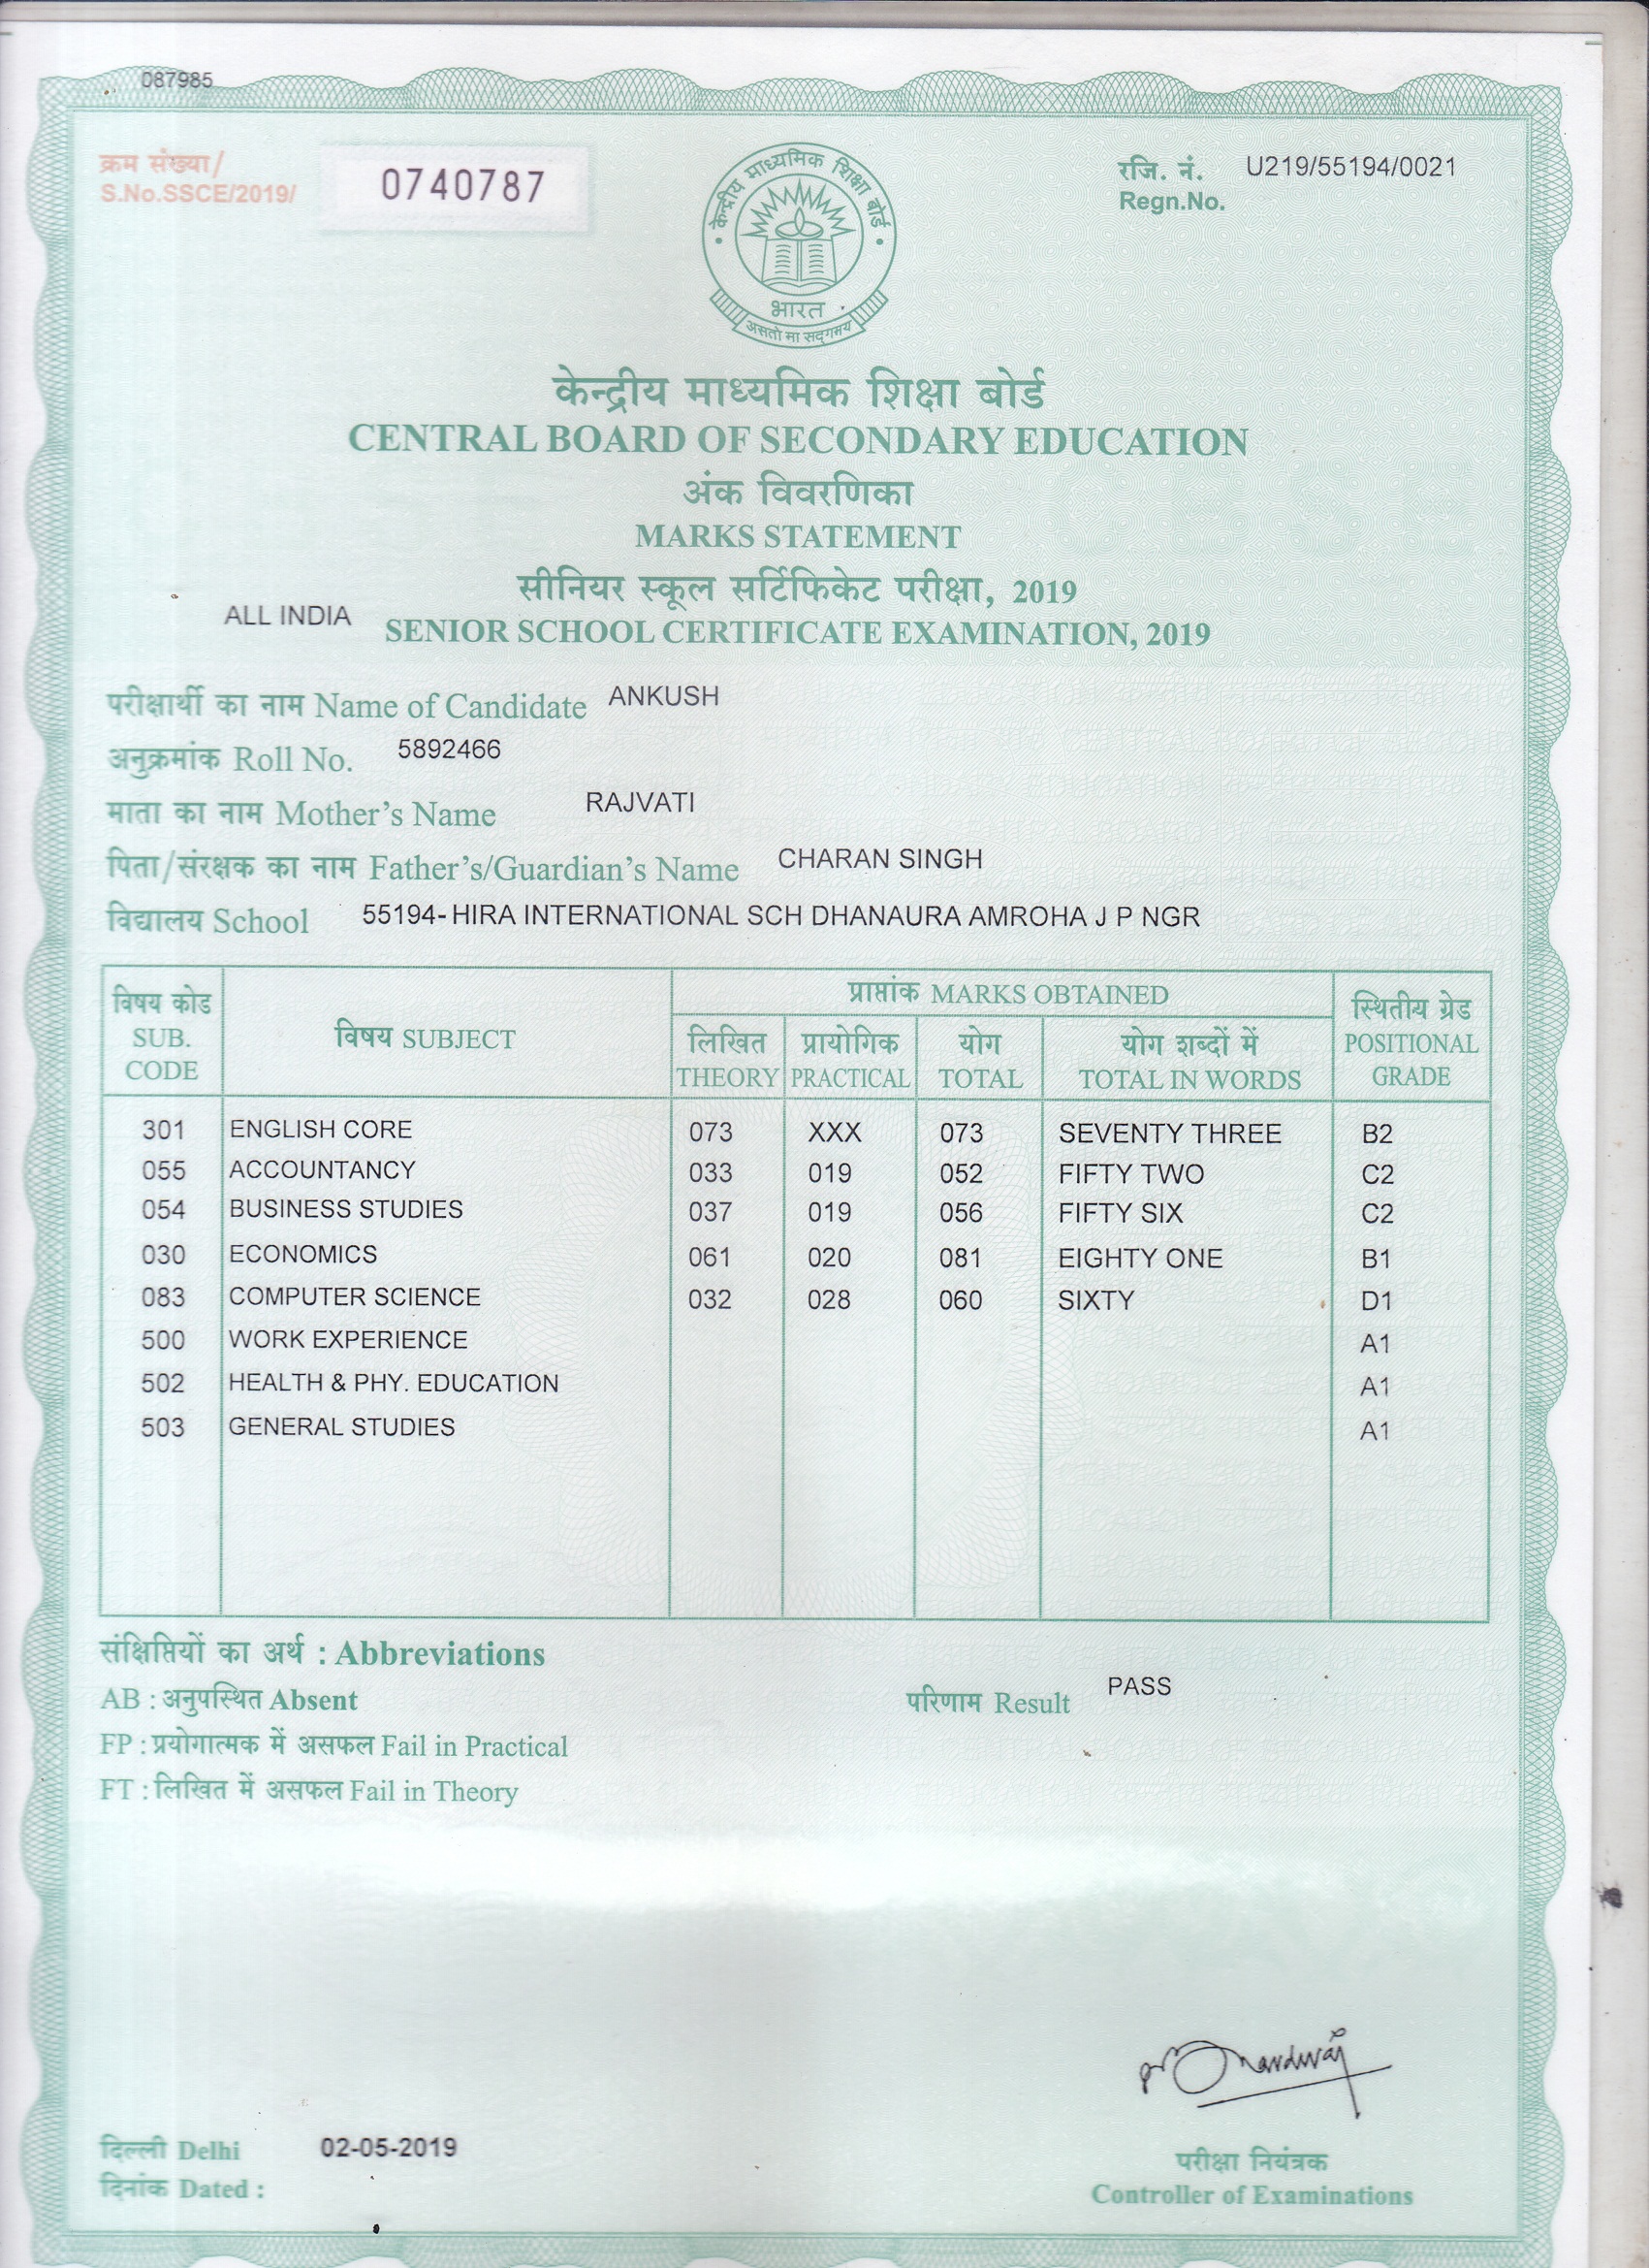 087985
क्रम संख्या/
S.No.SSCE/2019/ 0740787
रजि. नं. U219/55194/0021
Regn.No.
केन्द्रीय माध्यमिक शिक्षा बोर्ड
भारत
असतो मा सद्गमय
केन्द्रीय माध्यमिक शिक्षा बोर्ड
CENTRAL BOARD OF SECONDARY EDUCATION
अंक विवरणिका
MARKS STATEMENT
सीनियर स्कूल सर्टिफिकेट परीक्षा, 2019
ALL INDIA SENIOR SCHOOL CERTIFICATE EXAMINATION, 2019
परीक्षार्थी का नाम Name of Candidate ANKUSH
अनुक्रमांक Roll No. 5892466
माता का नाम Mother's Name RAJVATI
पिता/संरक्षक का नाम Father's/Guardian's Name CHARAN SINGH
विद्यालय School 55194- HIRA INTERNATIONAL SCH DHANAURA AMROHA J P NGR
विषय कोड SUB. CODE
विषय SUBJECT
प्राप्तांक MARKS OBTAINED
लिखित THEORY
प्रायोगिक PRACTICAL
योग TOTAL
योग शब्दों में TOTAL IN WORDS
स्थितीय ग्रेड POSITIONAL GRADE
301 ENGLISH CORE 073 XXX 073 SEVENTY THREE B2
055 ACCOUNTANCY 033 019 052 FIFTY TWO C2
054 BUSINESS STUDIES 037 019 056 FIFTY SIX C2
030 ECONOMICS 061 020 081 EIGHTY ONE B1
083 COMPUTER SCIENCE 032 028 060 SIXTY D1
500 WORK EXPERIENCE A1
502 HEALTH & PHY. EDUCATION A1
503 GENERAL STUDIES A1
संक्षिप्तियों का अर्थ : Abbreviations
AB : अनुपस्थित Absent
परिणाम Result PASS
FP : प्रयोगात्मक में असफल Fail in Practical
FT : लिखित में असफल Fail in Theory
दिल्ली Delhi 02-05-2019
दिनांक Dated :
परीक्षा नियंत्रक
Controller of Examinations